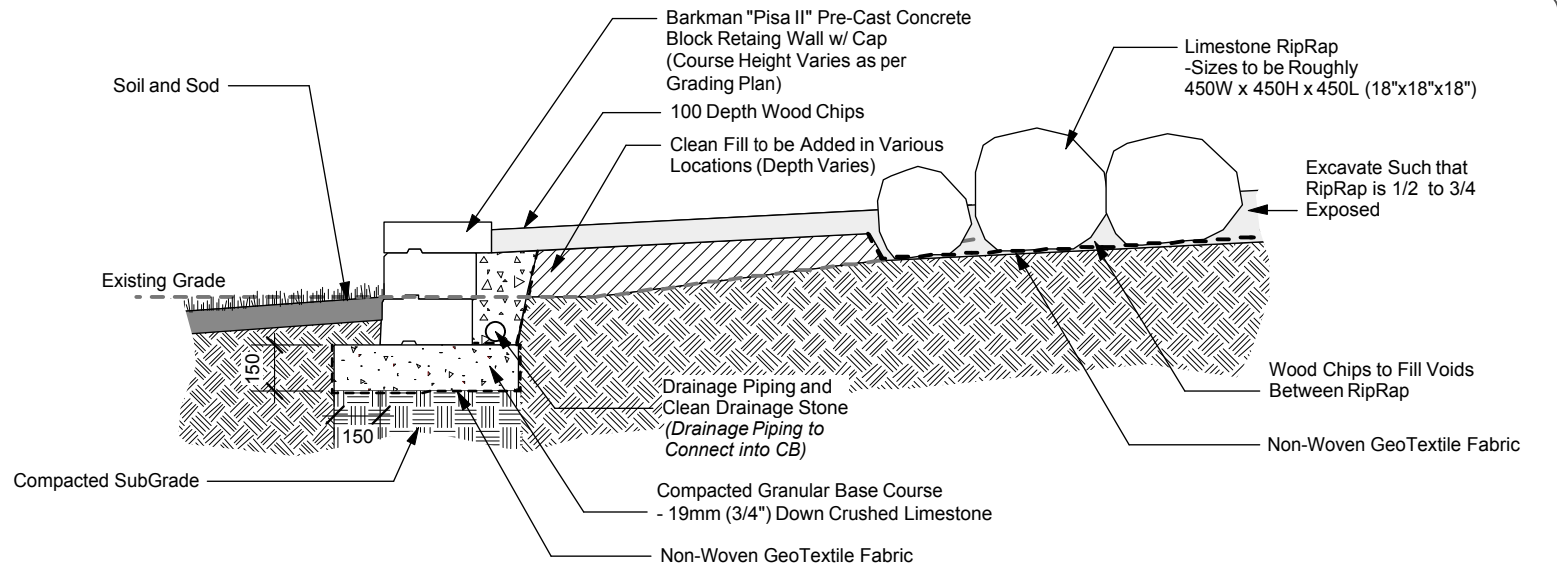 Barkman "Pisa II" Pre-Cast Concrete
Block Retaing Wall w/ Cap
(Course Height Varies as per
Grading Plan)
Limestone RipRap
-Sizes to be Roughly
450W x 450H x 450L (18"x18"x18")
Soil and Sod
100 Depth Wood Chips
Clean Fill to be Added in Various
Locations (Depth Varies)
Excavate Such that
RipRap is 1/2 to 3/4
Exposed
Existing Grade
150
150
Drainage Piping and
Clean Drainage Stone
(Drainage Piping to
Connect into CB)
Wood Chips to Fill Voids
Between RipRap
Non-Woven GeoTextile Fabric
Compacted SubGrade
Compacted Granular Base Course
- 19mm (3/4") Down Crushed Limestone
Non-Woven GeoTextile Fabric